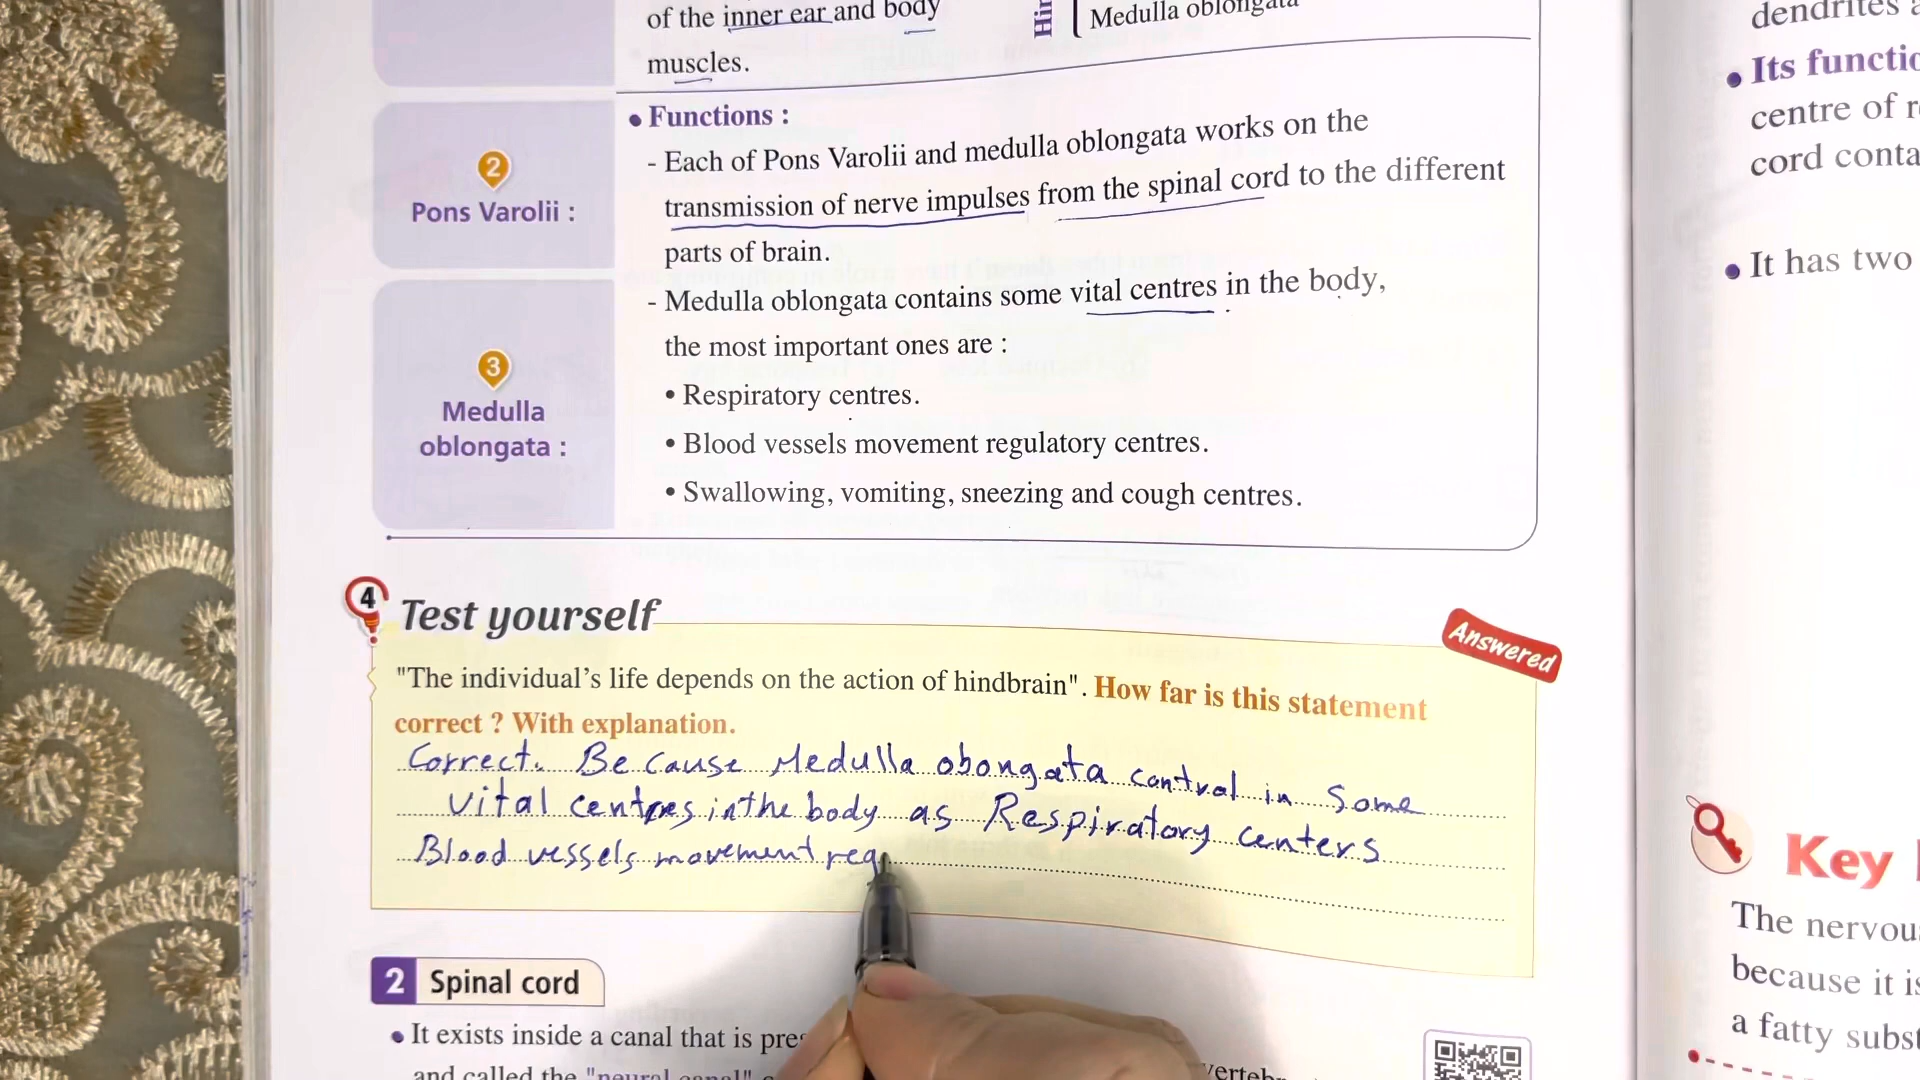 of the inner ear and body
muscles.
Medulla oblongata
2
Pons Varolii :
3
Medulla
oblongata :
• Functions :
- Each of Pons Varolii and medulla oblongata works on the
transmission of nerve impulses from the spinal cord to the different
parts of brain.
- Medulla oblongata contains some vital centres in the body,
the most important ones are :
• Respiratory centres.
• Blood vessels movement regulatory centres.
• Swallowing, vomiting, sneezing and cough centres.
4 Test yourself
Answered
"The individual's life depends on the action of hindbrain". How far is this statement
correct ? With explanation.
Correct. Because Medulla obongata control in some
vital centres in the body as Respiratory centers
Blood vessels movement reg
2 Spinal cord
• It exists inside a canal that is pre
and called the "neural canal"
verteb
dendrites
• Its functio
centre of r
cord conta
• It has two
Key
The nervou
because it is
a fatty subst